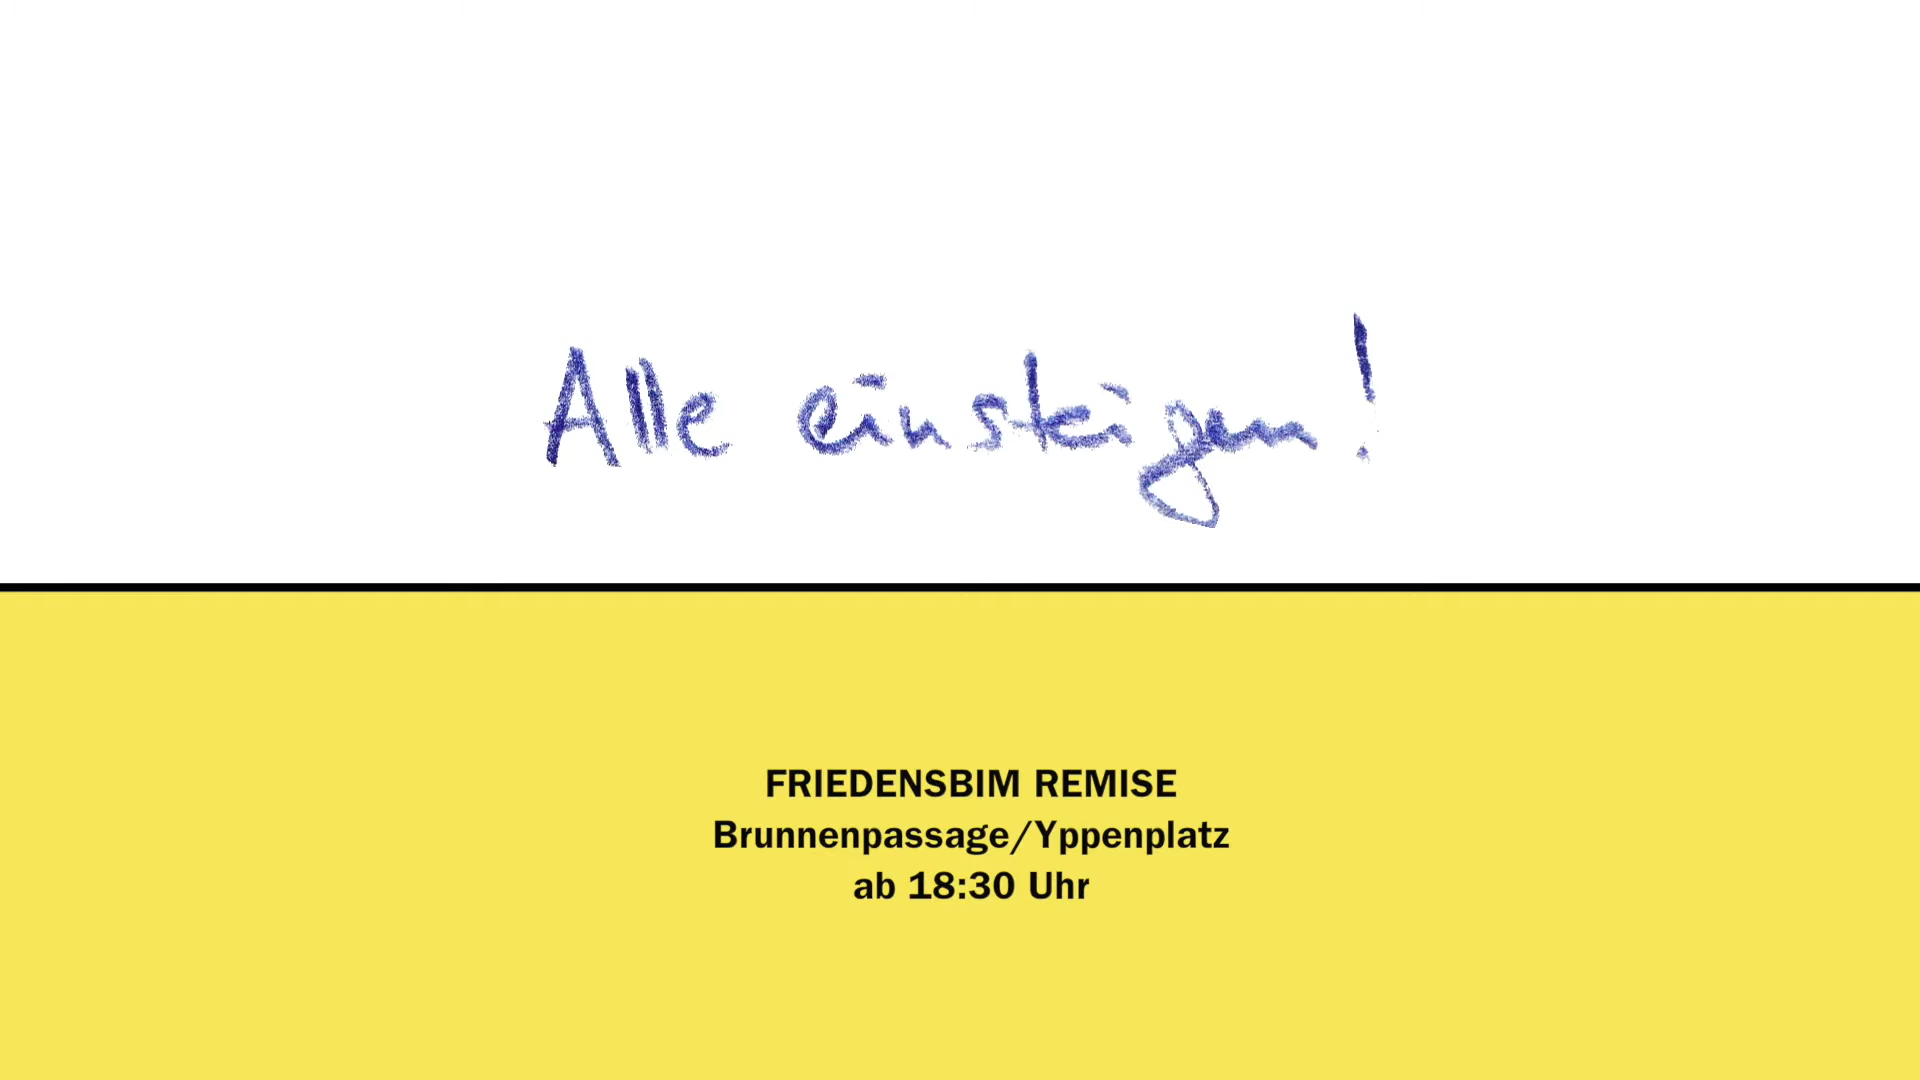 Alle einsteigen!
FRIEDENSBIM REMISE
Brunnenpassage/Yppenplatz
ab 18:30 Uhr